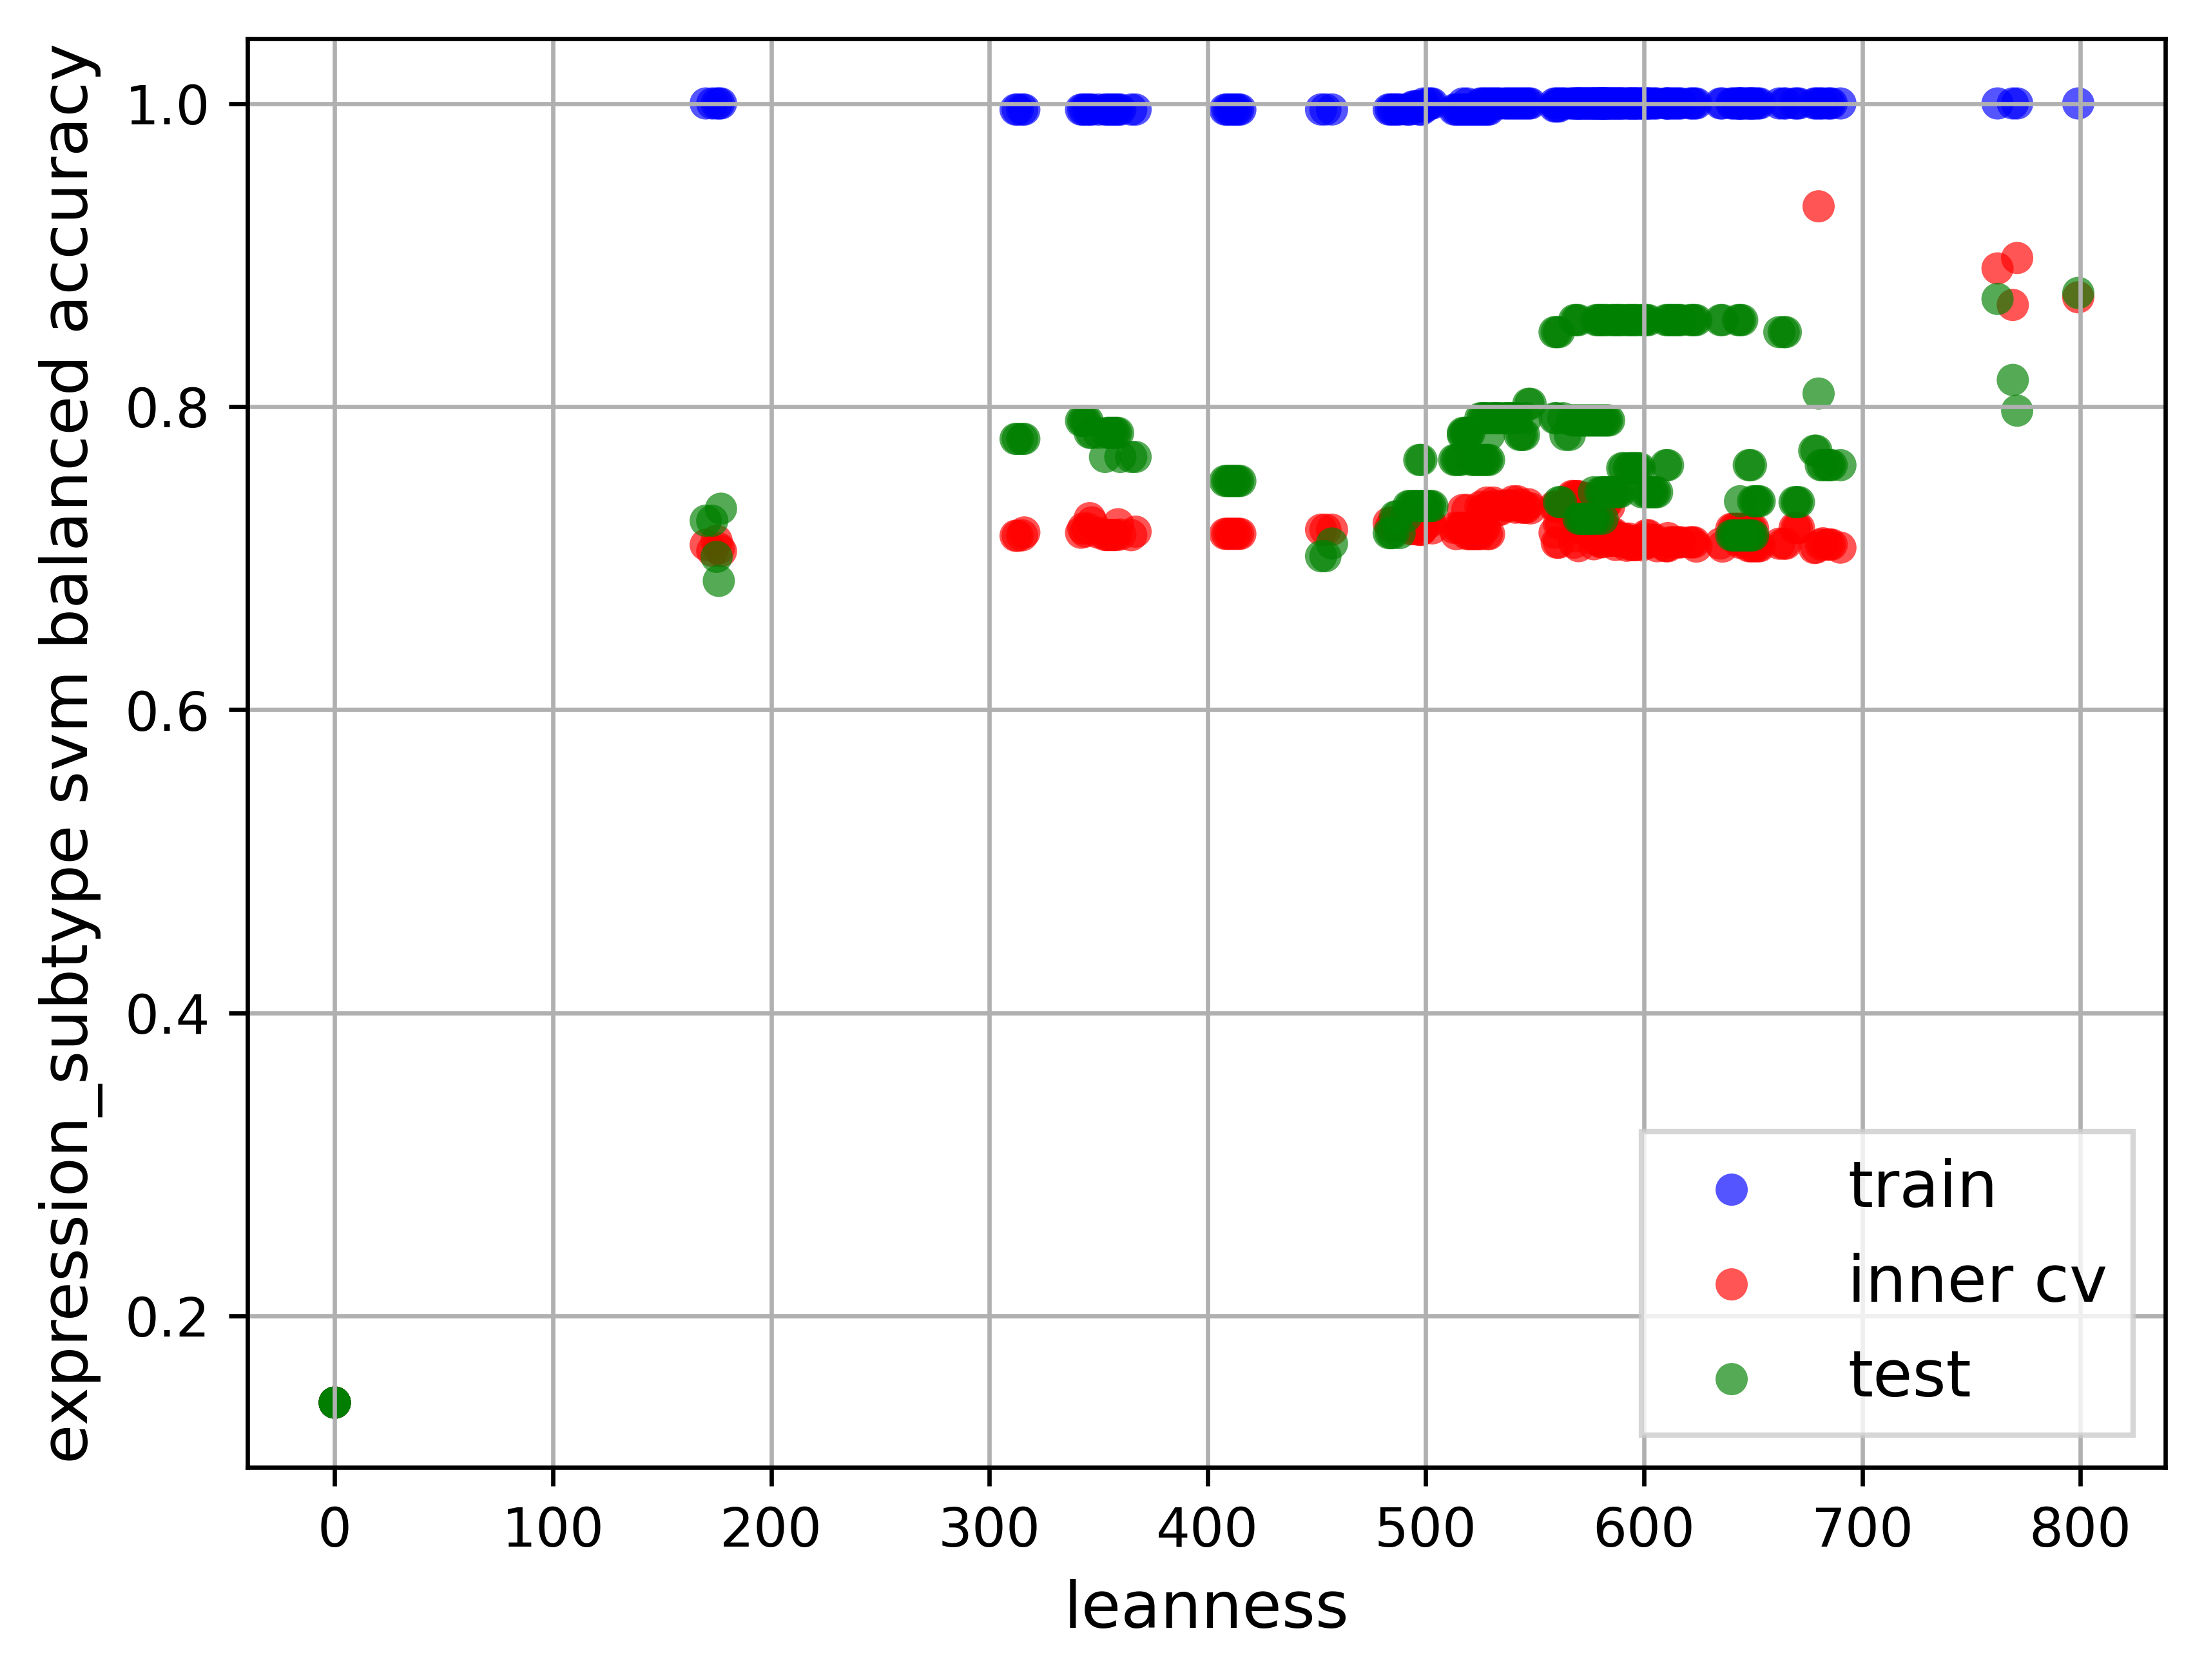 expression_subtype svm balanced accuracy
1.0
0.8
0.6
0.4
0.2
0 100 200 300 400 500 600 700 800
leanness
train
inner cv
test